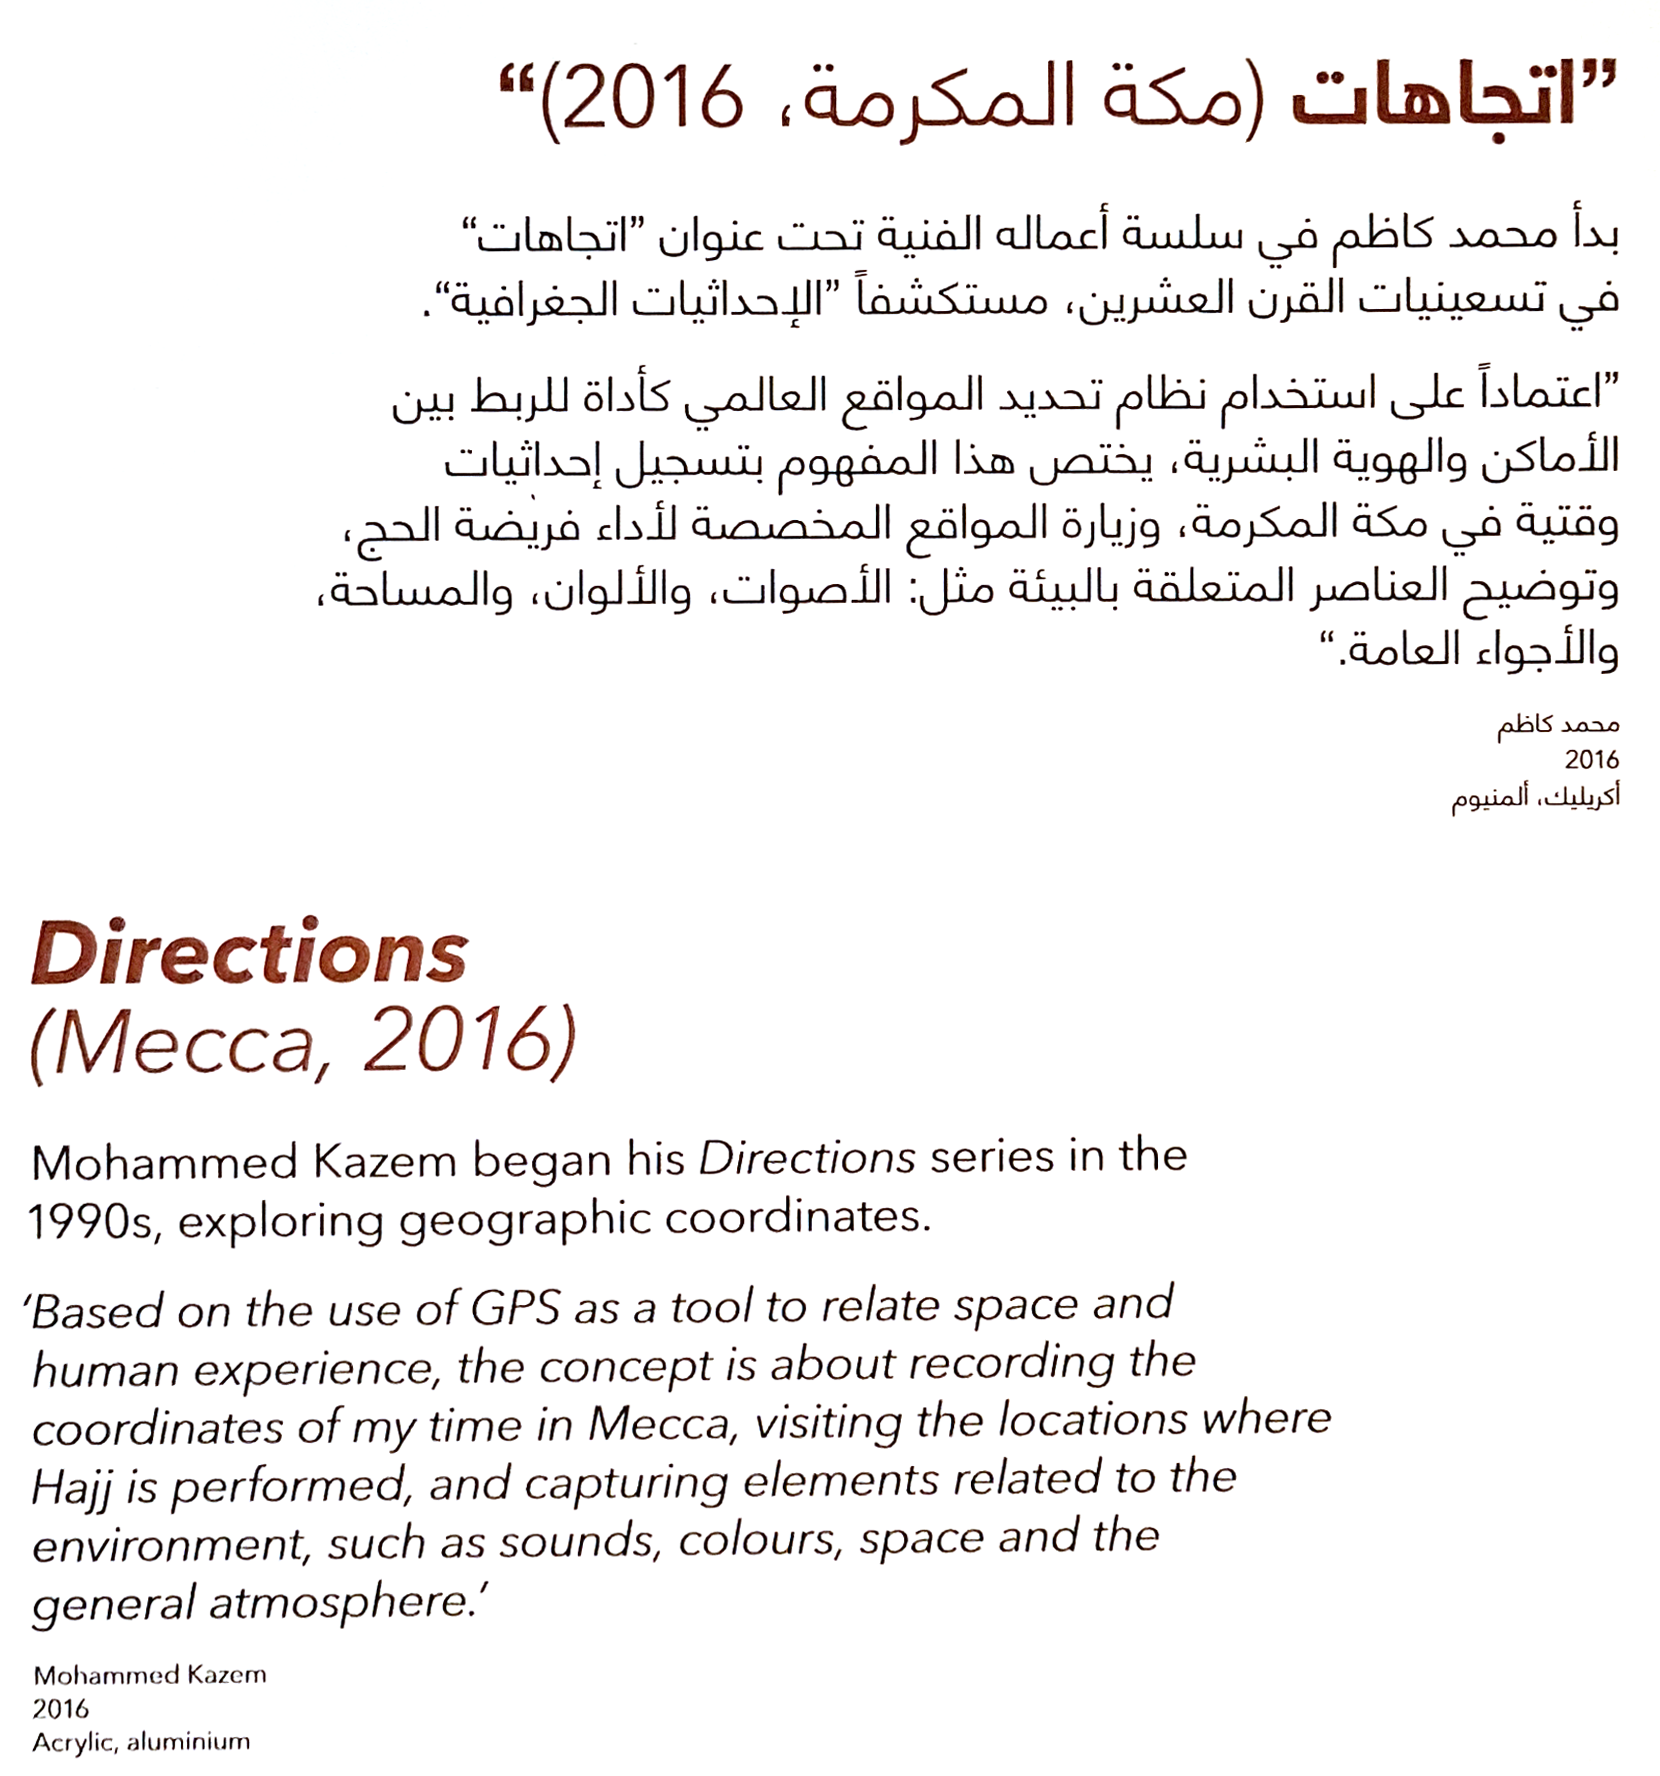 ”اتجاهات (مكة المكرمة، 2016)“
بدأ محمد كاظم في سلسة أعماله الفنية تحت عنوان ”اتجاهات“
في تسعينيات القرن العشرين، مستكشفاً ”الإحداثيات الجغرافية“.
”اعتماداً على استخدام نظام تحديد المواقع العالمي كأداة للربط بين
الأماكن والهوية البشرية، يختص هذا المفهوم بتسجيل إحداثيات
وقتية في مكة المكرمة، وزيارة المواقع المخصصة لأداء فريضة الحج،
وتوضيح العناصر المتعلقة بالبيئة مثل: الأصوات، والألوان، والمساحة،
والأجواء العامة.“
محمد كاظم
2016
أكريليك، ألمنيوم
Directions
(Mecca, 2016)
Mohammed Kazem began his Directions series in the
1990s, exploring geographic coordinates.
‘Based on the use of GPS as a tool to relate space and
human experience, the concept is about recording the
coordinates of my time in Mecca, visiting the locations where
Hajj is performed, and capturing elements related to the
environment, such as sounds, colours, space and the
general atmosphere.’
Mohammed Kazem
2016
Acrylic, aluminium